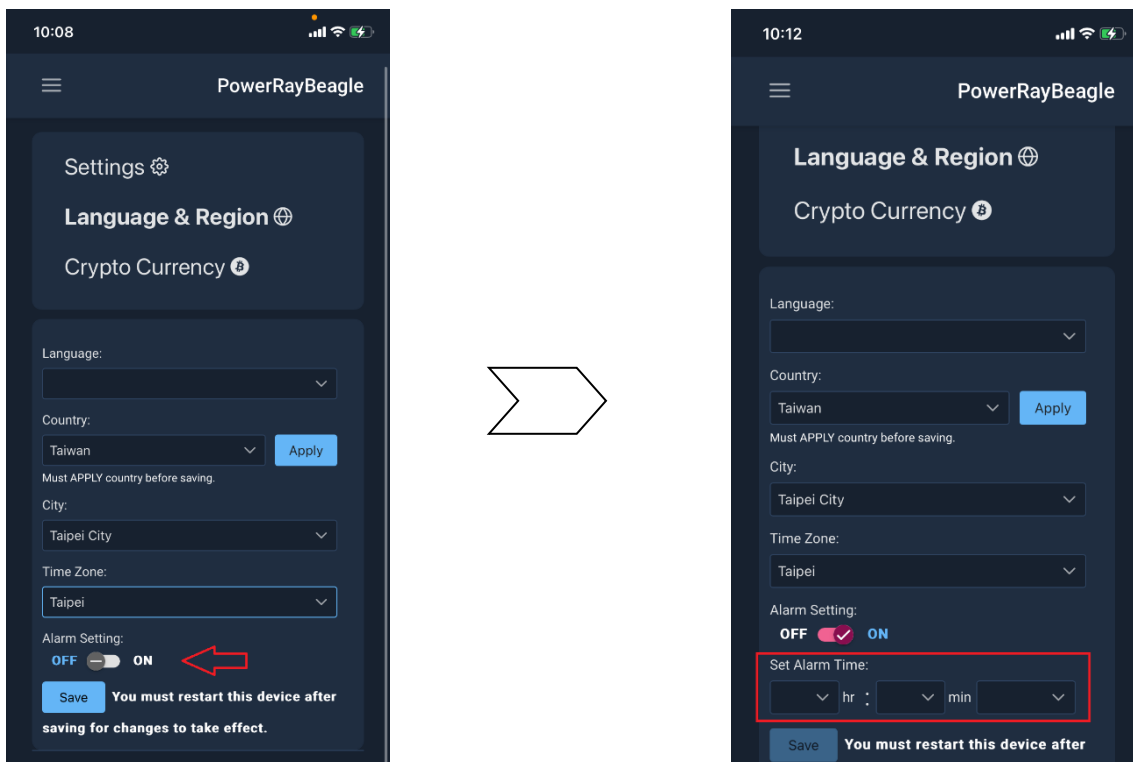 10:08
PowerRayBeagle
Settings
Language & Region
Crypto Currency
Language:
Country:
Taiwan
Apply
Must APPLY country before saving.
City:
Taipei City
Time Zone:
Taipei
Alarm Setting:
OFF ON
Save You must restart this device after
saving for changes to take effect.
10:12
PowerRayBeagle
Language & Region
Crypto Currency
Language:
Country:
Taiwan
Apply
Must APPLY country before saving.
City:
Taipei City
Time Zone:
Taipei
Alarm Setting:
OFF ON
Set Alarm Time:
hr : min
Save You must restart this device after